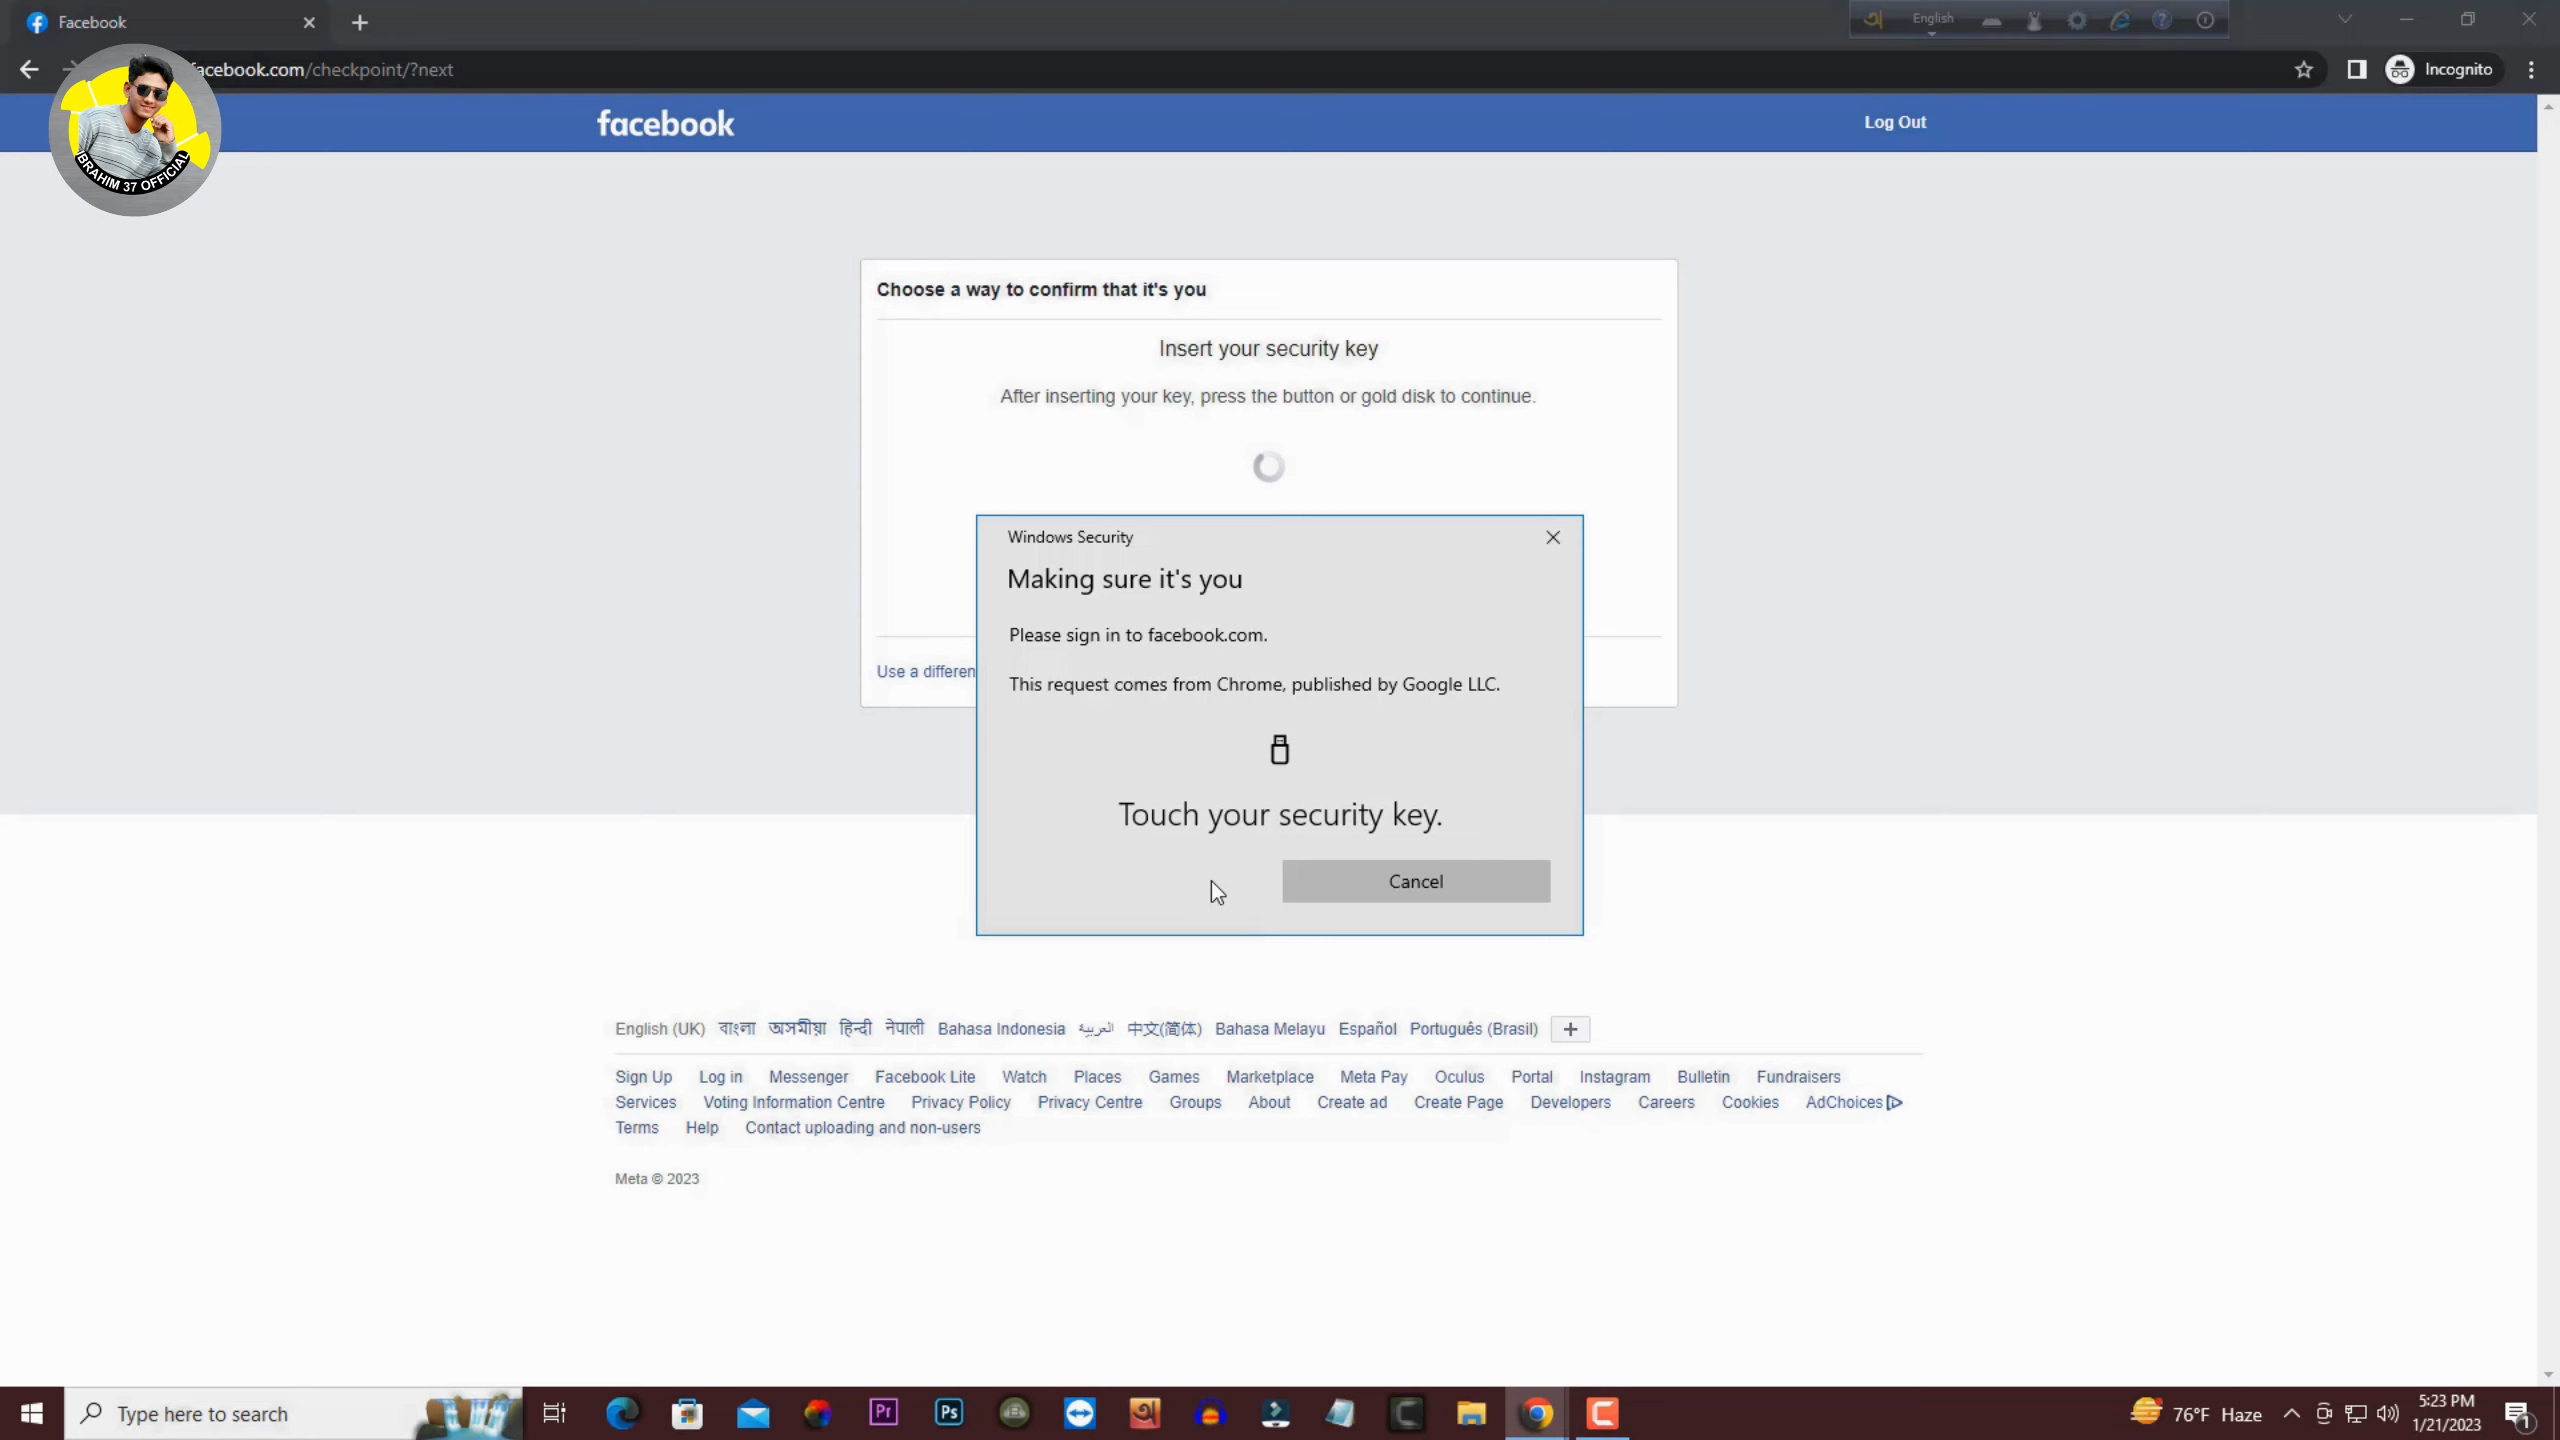 Facebook
English
facebook.com/checkpoint/?next
Incognito
IBRAHIM 37 OFFICIAL
facebook
Log Out
Choose a way to confirm that it's you
Insert your security key
After inserting your key, press the button or gold disk to continue.
Windows Security
Making sure it's you
Please sign in to facebook.com.
Use a differen
This request comes from Chrome, published by Google LLC.
Touch your security key.
Cancel
English (UK) বাংলা অসমীয়া हिन्दी नेपाली Bahasa Indonesia العربية 中文(简体) Bahasa Melayu Español Português (Brasil)
Sign Up Log in Messenger Facebook Lite Watch Places Games Marketplace Meta Pay Oculus Portal Instagram Bulletin Fundraisers
Services Voting Information Centre Privacy Policy Privacy Centre Groups About Create ad Create Page Developers Careers Cookies AdChoices
Terms Help Contact uploading and non-users
Meta © 2023
Type here to search
Pr
Ps
76°F Haze
5:23 PM
1/21/2023
1